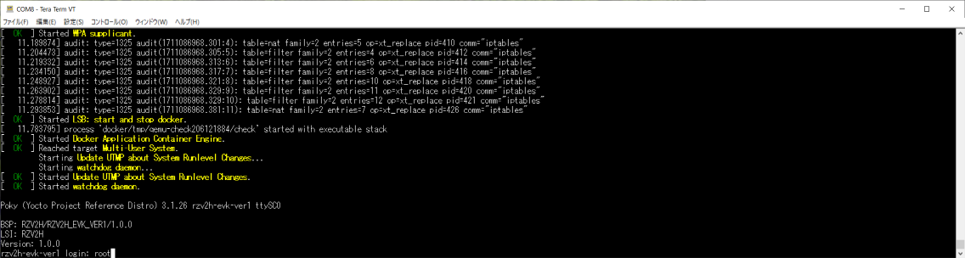 COM8 - Tera Term VT
ファイル(F) 編集(E) 設定(S) コントロール(O) ウィンドウ(W) ヘルプ(H)
[  OK  ] Started WPA supplicant.
[   11.189874] audit: type=1325 audit(1711086968.301:4): table=nat family=2 entries=5 op=xt_replace pid=410 comm="iptables"
[   11.204473] audit: type=1325 audit(1711086968.305:5): table=filter family=2 entries=4 op=xt_replace pid=412 comm="iptables"
[   11.219332] audit: type=1325 audit(1711086968.313:6): table=filter family=2 entries=6 op=xt_replace pid=414 comm="iptables"
[   11.234150] audit: type=1325 audit(1711086968.317:7): table=filter family=2 entries=8 op=xt_replace pid=416 comm="iptables"
[   11.248927] audit: type=1325 audit(1711086968.321:8): table=filter family=2 entries=10 op=xt_replace pid=418 comm="iptables"
[   11.263902] audit: type=1325 audit(1711086968.329:9): table=filter family=2 entries=11 op=xt_replace pid=420 comm="iptables"
[   11.278814] audit: type=1325 audit(1711086968.329:10): table=filter family=2 entries=12 op=xt_replace pid=421 comm="iptables"
[   11.293853] audit: type=1325 audit(1711086968.381:11): table=nat family=2 entries=7 op=xt_replace pid=426 comm="iptables"
[  OK  ] Started LSB: start and stop docker.
[   11.783795] process 'docker/tmp/qemu-check206121884/check' started with executable stack
[  OK  ] Started Docker Application Container Engine.
[  OK  ] Reached target Multi-User System.
Starting Update UTMP about System Runlevel Changes...
Starting watchdog daemon...
[  OK  ] Started Update UTMP about System Runlevel Changes.
[  OK  ] Started watchdog daemon.
Poky (Yocto Project Reference Distro) 3.1.26 rzv2h-evk-ver1 ttySC0
BSP: RZV2H/RZV2H_EVK_VER1/1.0.0
LSI: RZV2H
Version: 1.0.0
rzv2h-evk-ver1 login: root